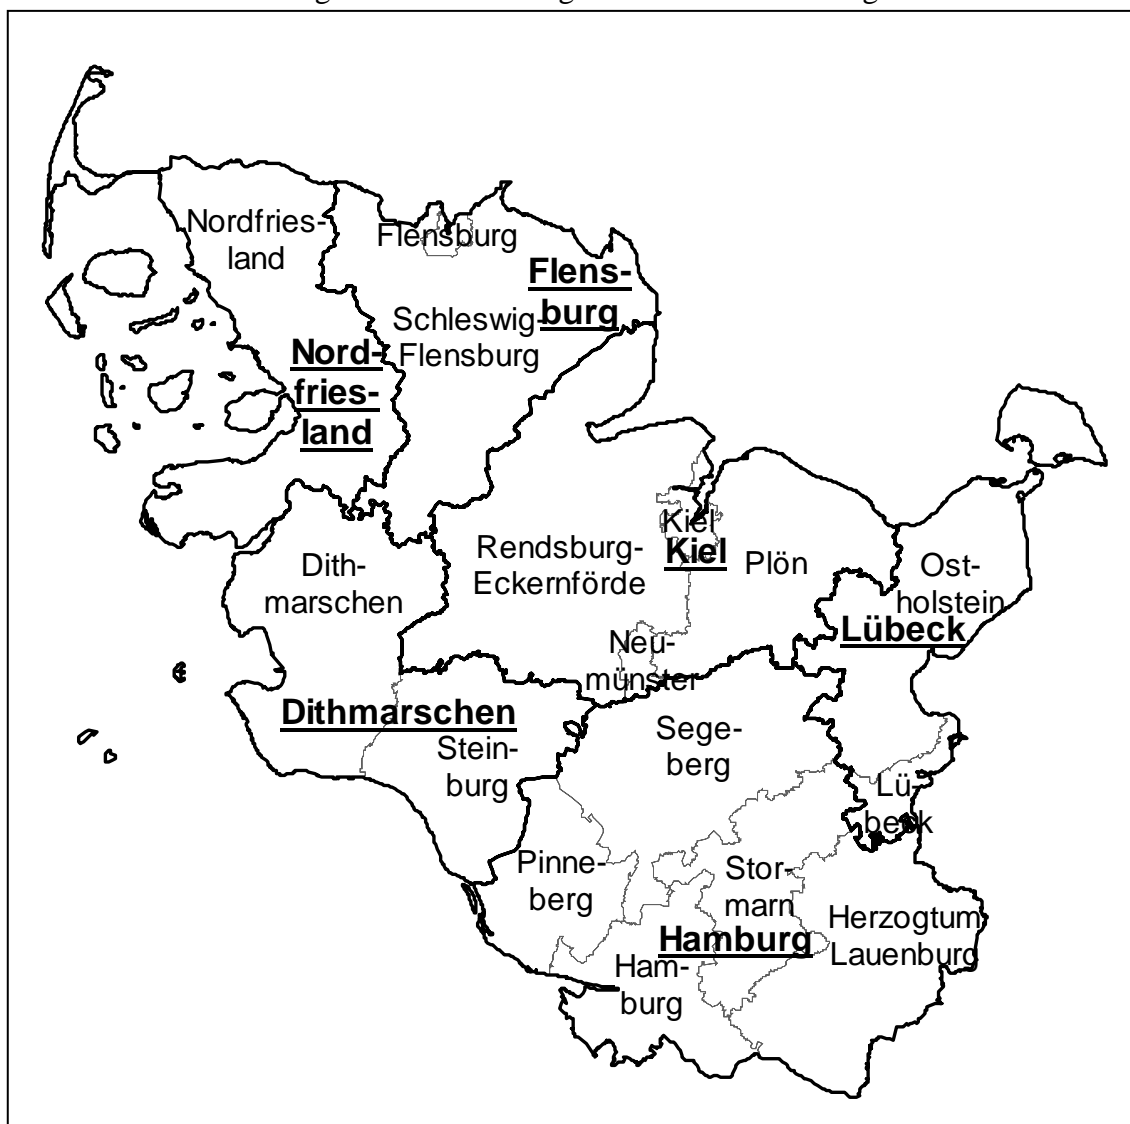 Nordfries-
land
Flensburg
Flens-
burg
Schleswig-
Flensburg
Nord-
fries-
land
Kiel
Kiel
Rendsburg-
Eckernförde
Plön
Ost-
holstein
Dith-
marschen
Lübeck
Neu-
münster
Dithmarschen
Stein-
burg
Sege-
berg
Lü-
beck
Pinne-
berg
Stor-
marn
Herzogtum
Lauenburg
Hamburg
Ham-
burg